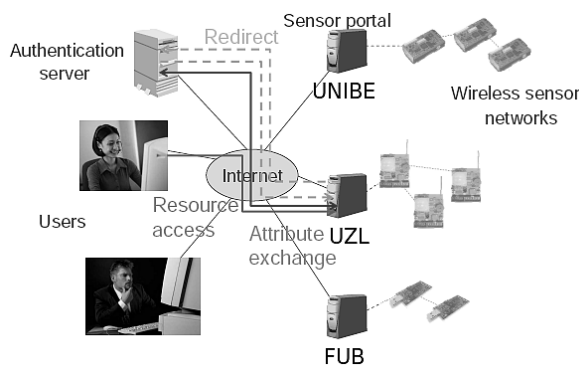 Redirect
Sensor portal
Authentication
server
UNIBE
Wireless sensor
networks
Internet
Users
Resource
access
Attribute
exchange
UZL
FUB